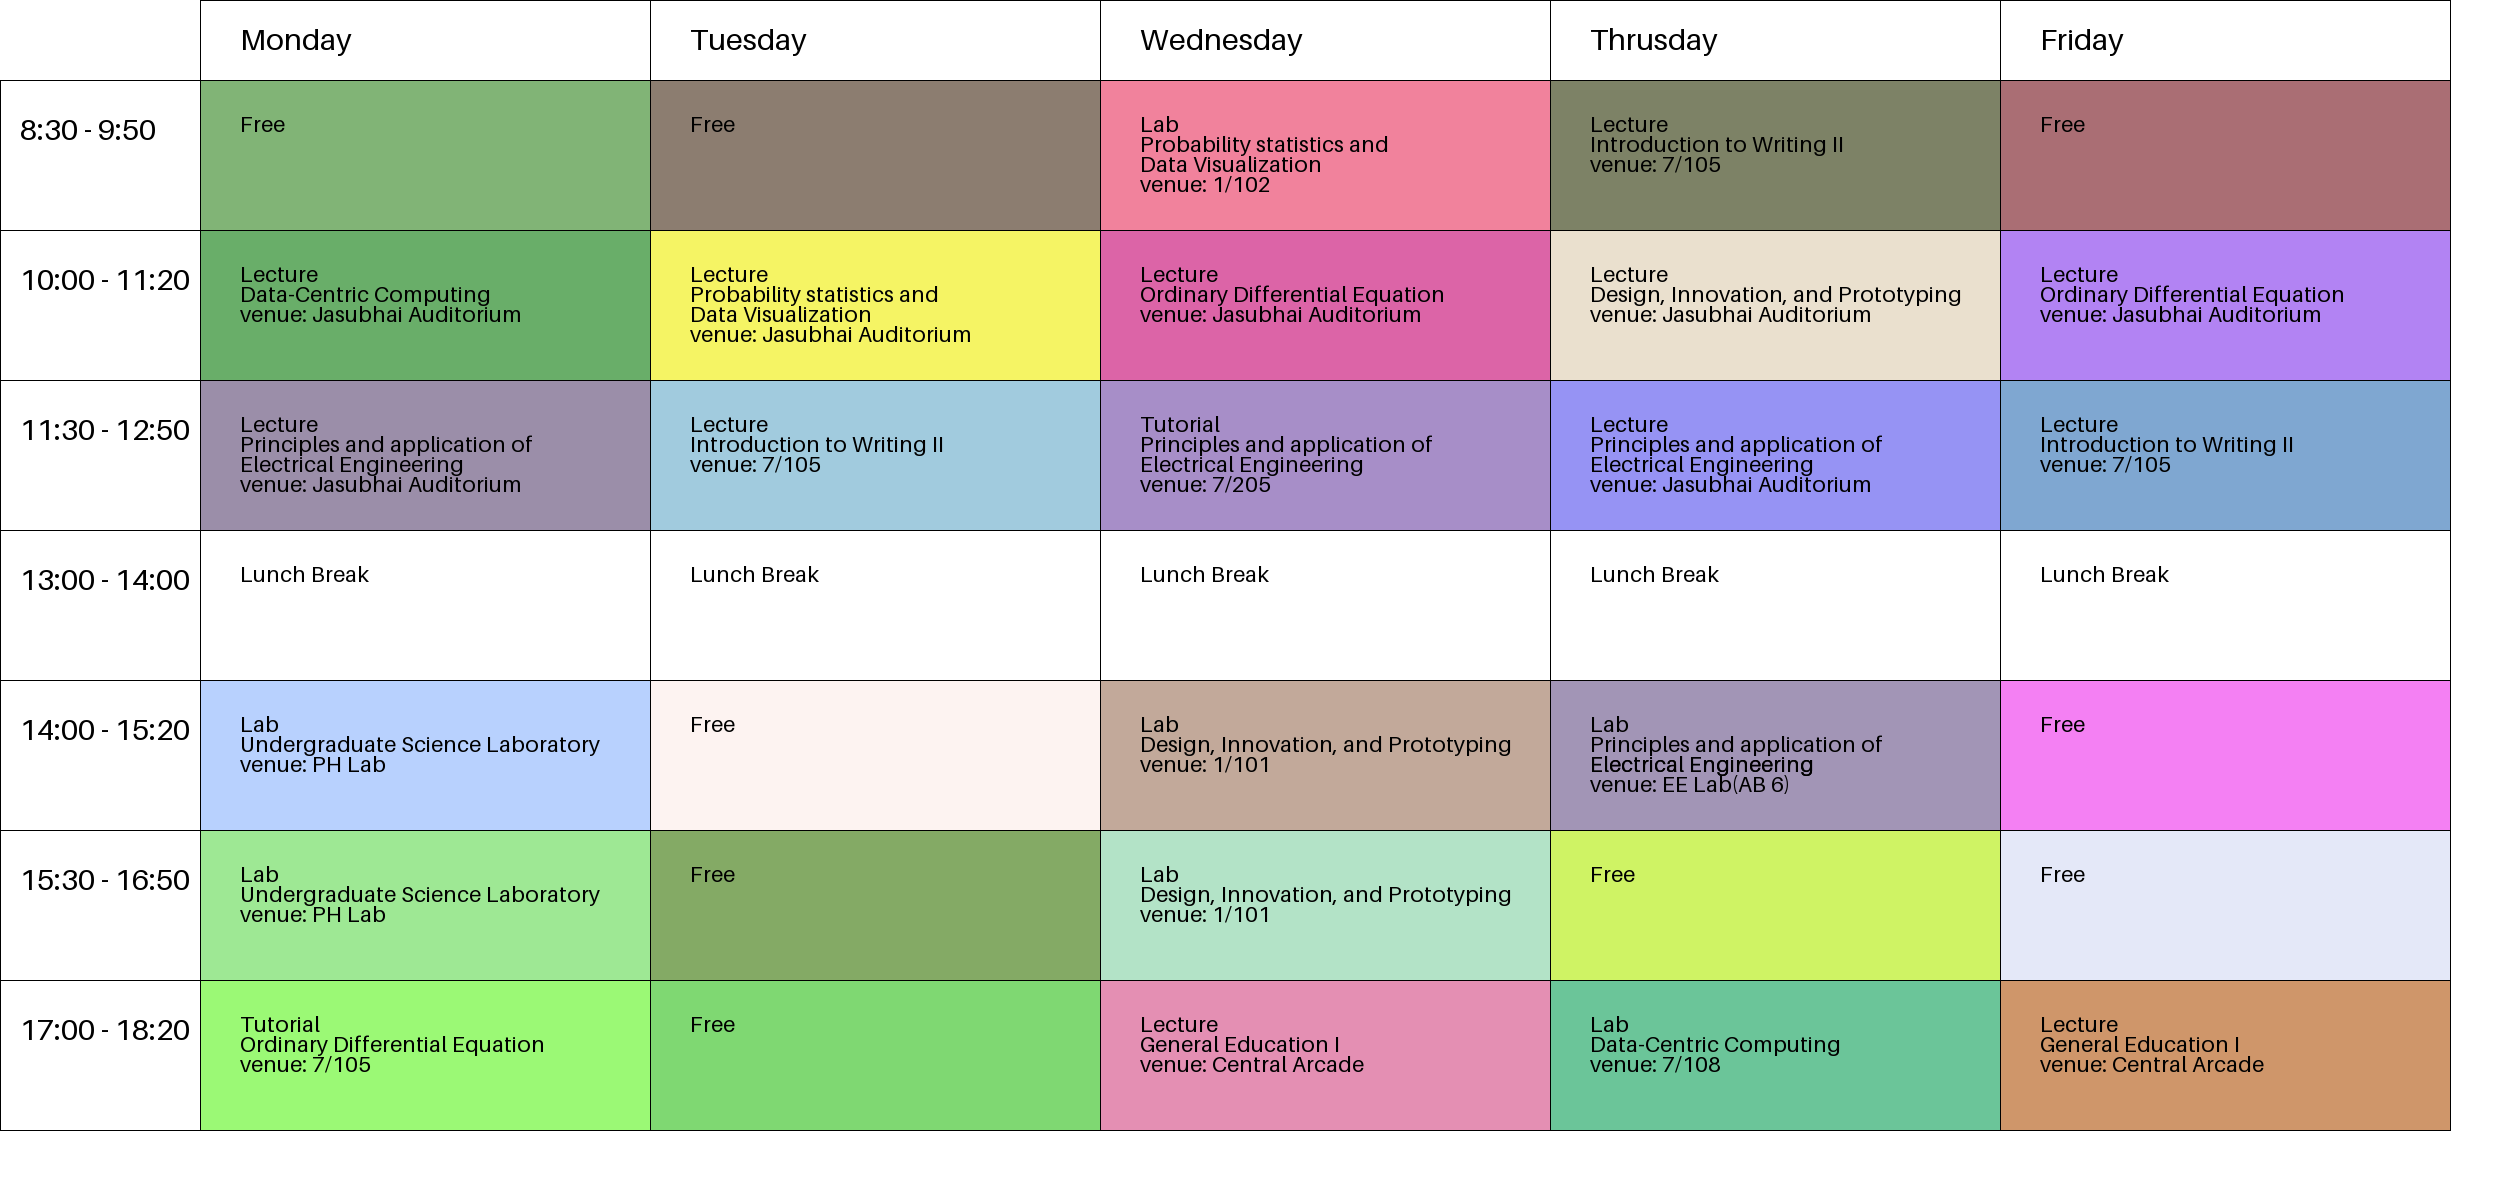 Monday
Tuesday
Wednesday
Thrusday
Friday
8:30 - 9:50
Free
Free
Lab
Probability statistics and
Data Visualization
venue: 1/102
Lecture
Introduction to Writing II
venue: 7/105
Free
10:00 - 11:20
Lecture
Data-Centric Computing
venue: Jasubhai Auditorium
Lecture
Probability statistics and
Data Visualization
venue: Jasubhai Auditorium
Lecture
Ordinary Differential Equation
venue: Jasubhai Auditorium
Lecture
Design, Innovation, and Prototyping
venue: Jasubhai Auditorium
Lecture
Ordinary Differential Equation
venue: Jasubhai Auditorium
11:30 - 12:50
Lecture
Principles and application of
Electrical Engineering
venue: Jasubhai Auditorium
Lecture
Introduction to Writing II
venue: 7/105
Tutorial
Principles and application of
Electrical Engineering
venue: 7/205
Lecture
Principles and application of
Electrical Engineering
venue: Jasubhai Auditorium
Lecture
Introduction to Writing II
venue: 7/105
13:00 - 14:00
Lunch Break
Lunch Break
Lunch Break
Lunch Break
Lunch Break
14:00 - 15:20
Lab
Undergraduate Science Laboratory
venue: PH Lab
Free
Lab
Design, Innovation, and Prototyping
venue: 1/101
Lab
Principles and application of
Electrical Engineering
venue: EE Lab(AB 6)
Free
15:30 - 16:50
Lab
Undergraduate Science Laboratory
venue: PH Lab
Free
Lab
Design, Innovation, and Prototyping
venue: 1/101
Free
Free
17:00 - 18:20
Tutorial
Ordinary Differential Equation
venue: 7/105
Free
Lecture
General Education I
venue: Central Arcade
Lab
Data-Centric Computing
venue: 7/108
Lecture
General Education I
venue: Central Arcade